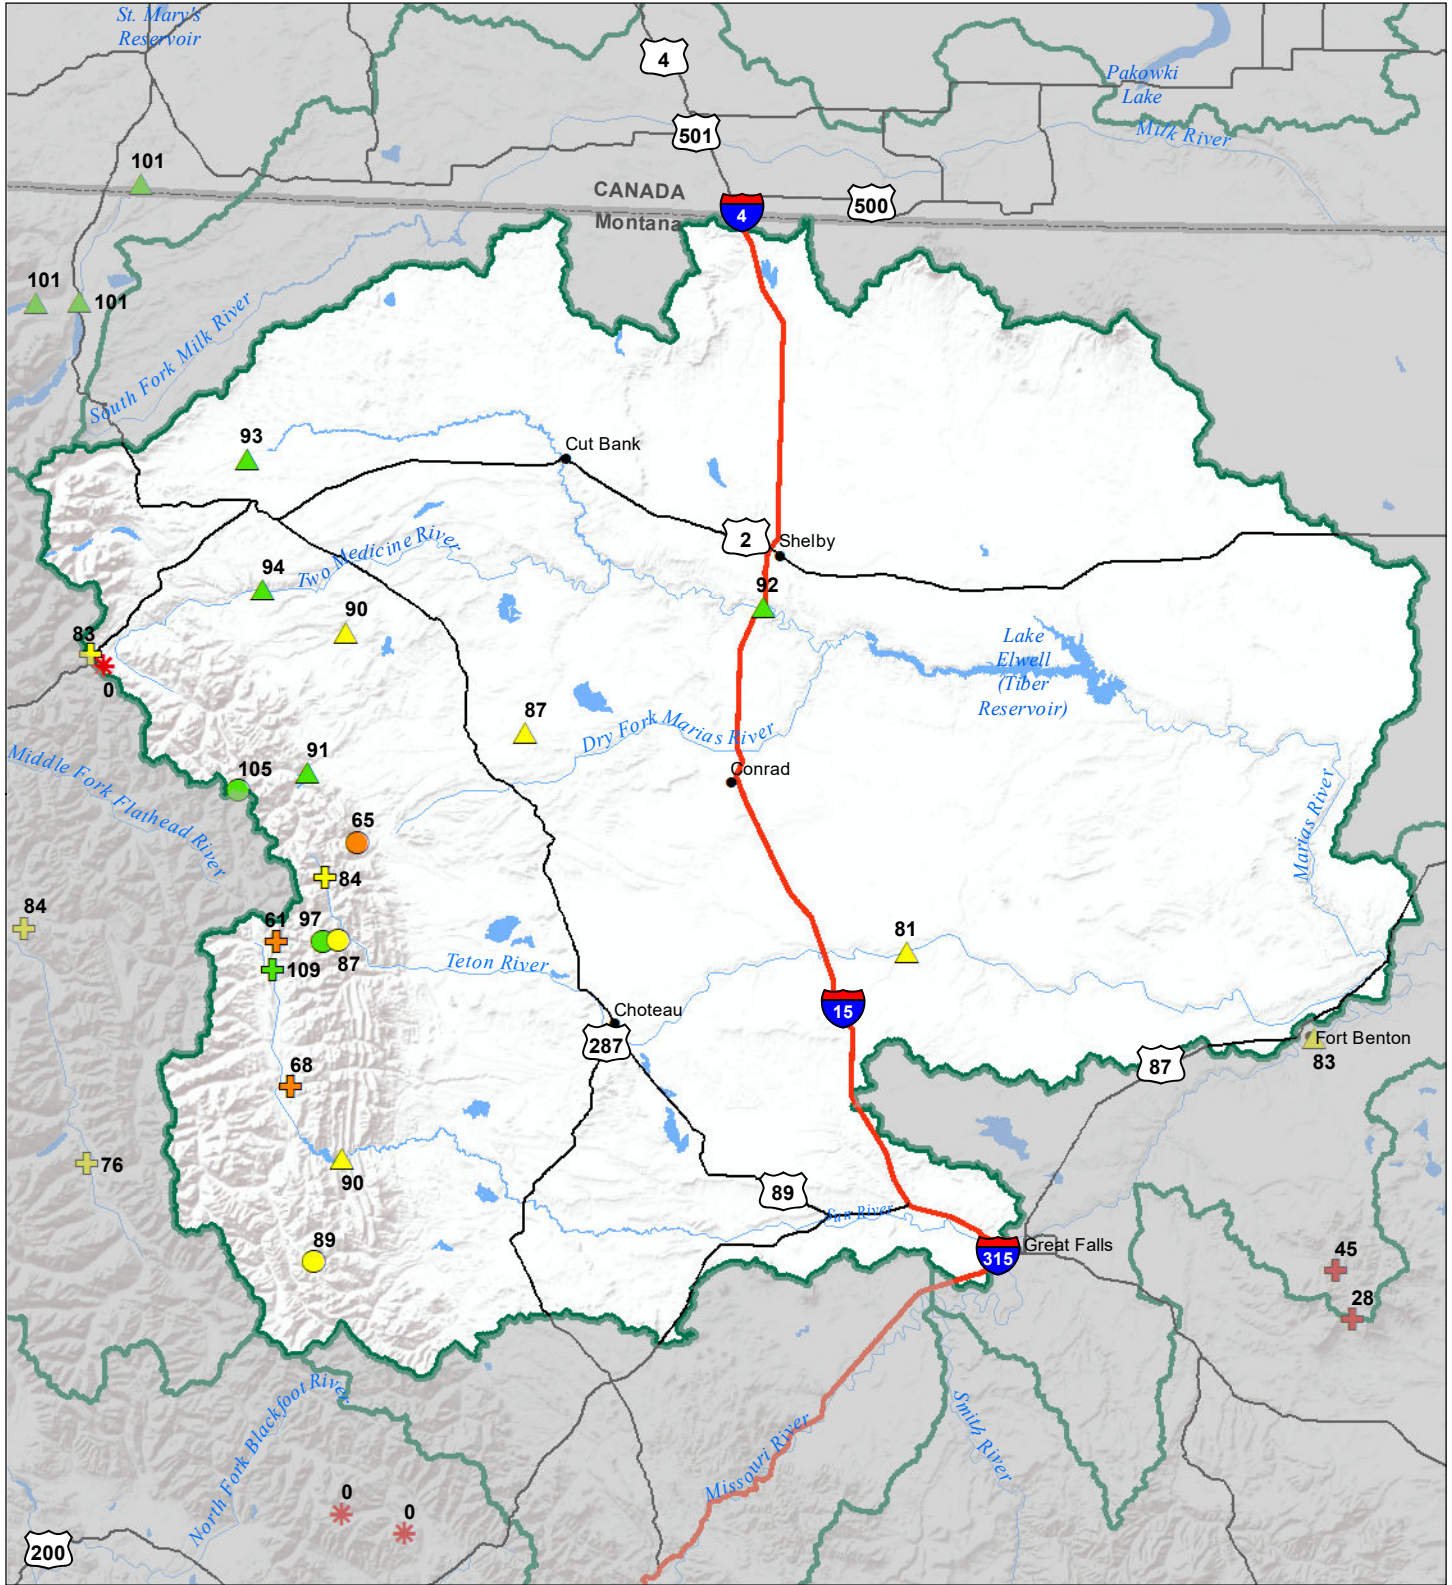 St. Mary's
Reservoir
4
501
Pakowki
Lake
Milk River
101
CANADA
Montana
4
500
101
101
South Fork Milk River
93
Cut Bank
2
Shelby
Two Medicine River
94
90
92
83
0
Lake
Elwell
(Tiber
Reservoir)
87
Dry Fork Marias River
Middle Fork Flathead River
91
105
Conrad
Marias River
65
84
84
61
97
87
109
Teton River
81
15
Choteau
287
Fort Benton
83
87
68
76
90
89
Sun River
89
Great Falls
315
45
28
North Fork Blackfoot River
Missouri River
Smith River
0
0
200